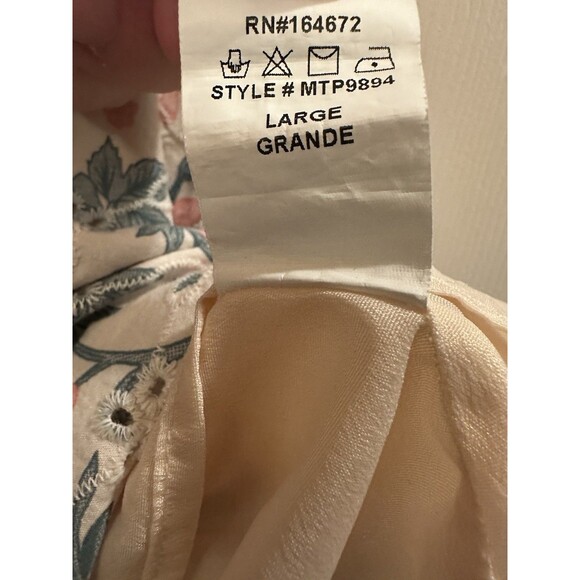 RN#164672
STYLE # MTP9894
LARGE
GRANDE